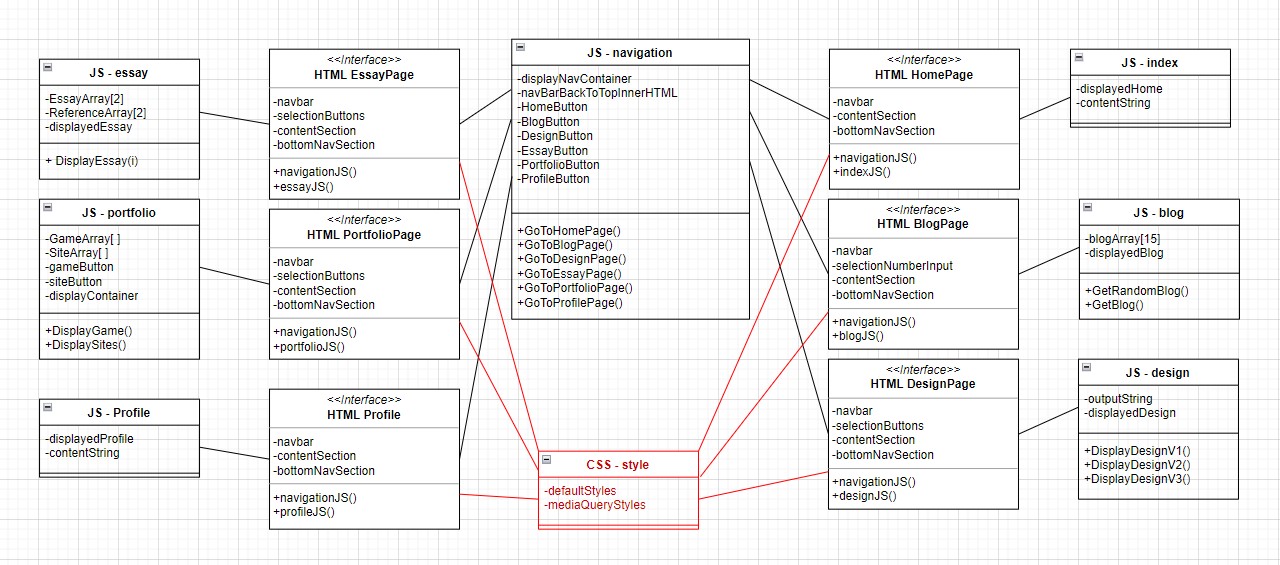 JS - essay
-EssayArray[2]
-ReferenceArray[2]
-displayedEssay
+ DisplayEssay(i)
JS - portfolio
-GameArray[ ]
-SiteArray[ ]
-gameButton
-siteButton
-displayContainer
+DisplayGame()
+DisplaySites()
JS - Profile
-displayedProfile
-contentString
<<Interface>>
HTML EssayPage
-navbar
-selectionButtons
-contentSection
-bottomNavSection
+navigationJS()
+essayJS()
<<Interface>>
HTML PortfolioPage
-navbar
-selectionButtons
-contentSection
-bottomNavSection
+navigationJS()
+portfolioJS()
<<Interface>>
HTML Profile
-navbar
-contentSection
-bottomNavSection
+navigationJS()
+profileJS()
JS - navigation
-displayNavContainer
-navBarBackToTopInnerHTML
-HomeButton
-BlogButton
-DesignButton
-EssayButton
-PortfolioButton
-ProfileButton
+GoToHomePage()
+GoToBlogPage()
+GoToDesignPage()
+GoToEssayPage()
+GoToPortfolioPage()
+GoToProfilePage()
CSS - style
-defaultStyles
-mediaQueryStyles
<<Interface>>
HTML HomePage
-navbar
-contentSection
-bottomNavSection
+navigationJS()
+indexJS()
<<Interface>>
HTML BlogPage
-navbar
-selectionNumberInput
-contentSection
-bottomNavSection
+navigationJS()
+blogJS()
<<Interface>>
HTML DesignPage
-navbar
-selectionButtons
-contentSection
-bottomNavSection
+navigationJS()
+designJS()
JS - index
-displayedHome
-contentString
JS - blog
-blogArray[15]
-displayedBlog
+GetRandomBlog()
+GetBlog()
JS - design
-outputString
-displayedDesign
+DisplayDesignV1()
+DisplayDesignV2()
+DisplayDesignV3()